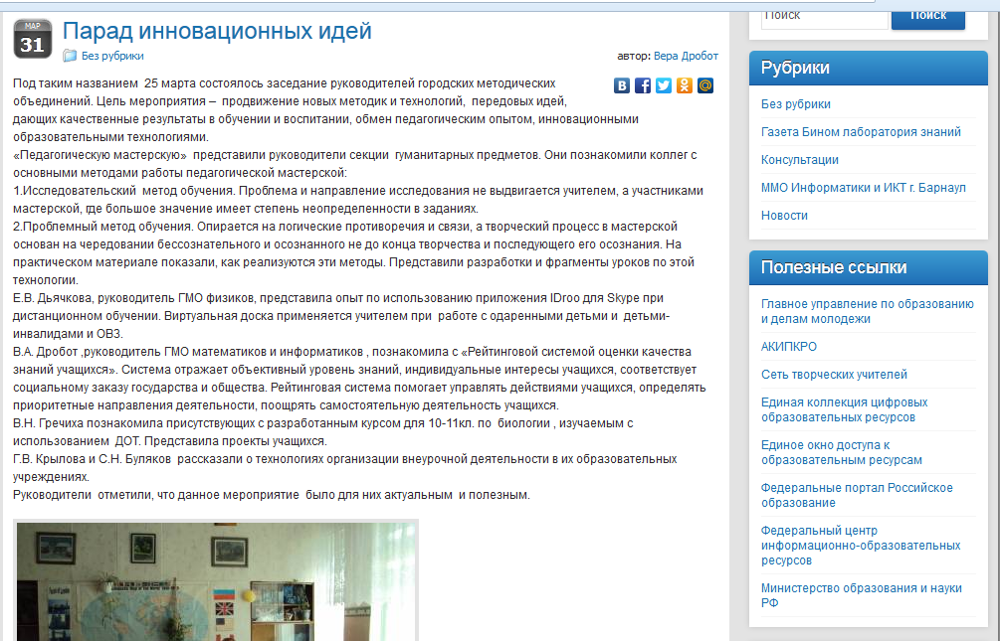 МАР
31
Парад инновационных идей
Без рубрики
автор: Вера Дробот
Под таким названием 25 марта состоялось заседание руководителей городских методических
объединений. Цель мероприятия – продвижение новых методик и технологий, передовых идей,
дающих качественные результаты в обучении и воспитании, обмен педагогическим опытом, инновационными
образовательными технологиями.
«Педагогическую мастерскую» представили руководители секции гуманитарных предметов. Они познакомили коллег с
основными методами работы педагогической мастерской:
1.Исследовательский метод обучения. Проблема и направление исследования не выдвигается учителем, а участниками
мастерской, где большое значение имеет степень неопределенности в заданиях.
2.Проблемный метод обучения. Опирается на логические противоречия и связи, а творческий процесс в мастерской
основан на чередовании бессознательного и осознанного не до конца творчества и последующего его осознания. На
практическом материале показали, как реализуются эти методы. Представили разработки и фрагменты уроков по этой
технологии.
Е.В. Дьячкова, руководитель ГМО физиков, представила опыт по использованию приложения IDroo для Skype при
дистанционном обучении. Виртуальная доска применяется учителем при работе с одаренными детьми и детьми-
инвалидами и ОВЗ.
В.А. Дробот ,руководитель ГМО математиков и информатиков , познакомила с «Рейтинговой системой оценки качества
знаний учащихся». Система отражает объективный уровень знаний, индивидуальные интересы учащихся, соответствует
социальному заказу государства и общества. Рейтинговая система помогает управлять действиями учащихся, определять
приоритетные направления деятельности, поощрять самостоятельную деятельность учащихся.
В.Н. Гречиха познакомила присутствующих с разработанным курсом для 10-11кл. по биологии , изучаемым с
использованием ДОТ. Представила проекты учащихся.
Г.В. Крылова и С.Н. Буляков рассказали о технологиях организации внеурочной деятельности в их образовательных
учреждениях.
Руководители отметили, что данное мероприятие было для них актуальным и полезным.
Поиск
Поиск
Рубрики
Без рубрики
Газета Бином лаборатория знаний
Консультации
ММО Информатики и ИКТ г. Барнаул
Новости
Полезные ссылки
Главное управление по образованию
и делам молодежи
АКИПКРО
Сеть творческих учителей
Единая коллекция цифровых
образовательных ресурсов
Единое окно доступа к
образовательным ресурсам
Федеральные портал Российское
образование
Федеральный центр
информационно-образовательных
ресурсов
Министерство образования и науки
РФ